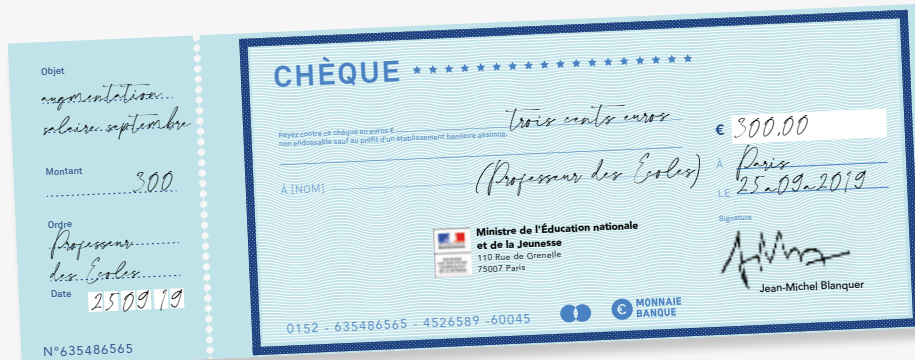 Objet
augmentation
salaire septembre
Montant
300
Ordre
Professeur
des Ecoles
Date
25 09 19
N°635486565
CHÈQUE
Payez contre ce chèque en euros €
non endossable sauf au profit d'un établissement bancaire assimilé
trois cents euros
€ 300.00
À [NOM]
(Professeur des Ecoles)
À Paris
LE 25 09 2019
Ministre de l'Éducation nationale
et de la Jeunesse
110 Rue de Grenelle
75007 Paris
Signature
Jean-Michel Blanquer
0152 - 635486565 - 4526589 -60045
€ MONNAIE
BANQUE